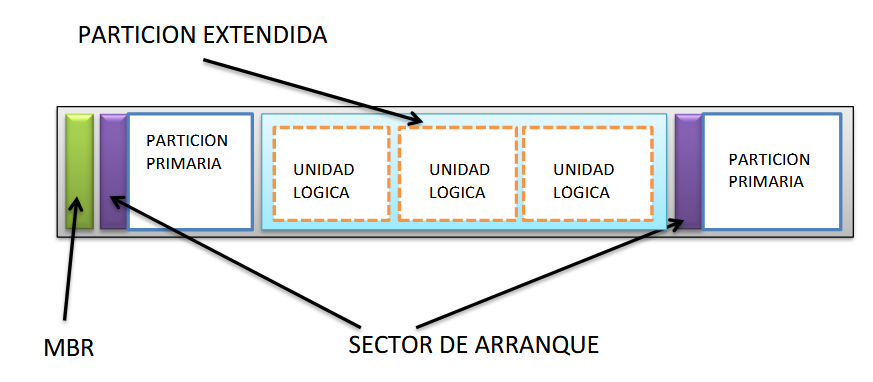 PARTICION EXTENDIDA
PARTICION
PRIMARIA
UNIDAD
LOGICA
UNIDAD
LOGICA
UNIDAD
LOGICA
PARTICION
PRIMARIA
MBR
SECTOR DE ARRANQUE